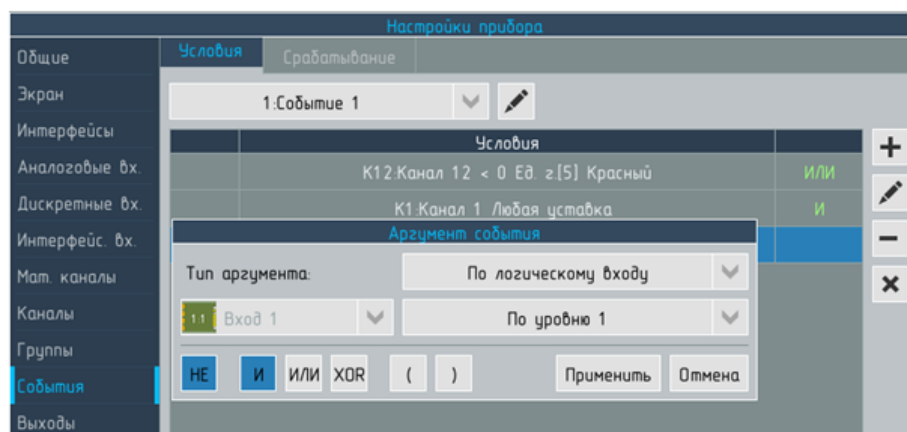 Настройки прибора
Общие
Экран
Интерфейсы
Аналоговые вх.
Дискретные вх.
Интерфейс. вх.
Мат. каналы
Каналы
Группы
События
Выходы
Условия Срабатывание
1:Событие 1
Условия
К12:Канал 12 < 0 Ед. г.[5] Красный ИЛИ
К1:Канал 1 Любая уставка И
Аргумент события
Тип аргумента: По логическому входу
1.1 Вход 1 По уровню 1
НЕ И ИЛИ XOR ( ) Применить Отмена